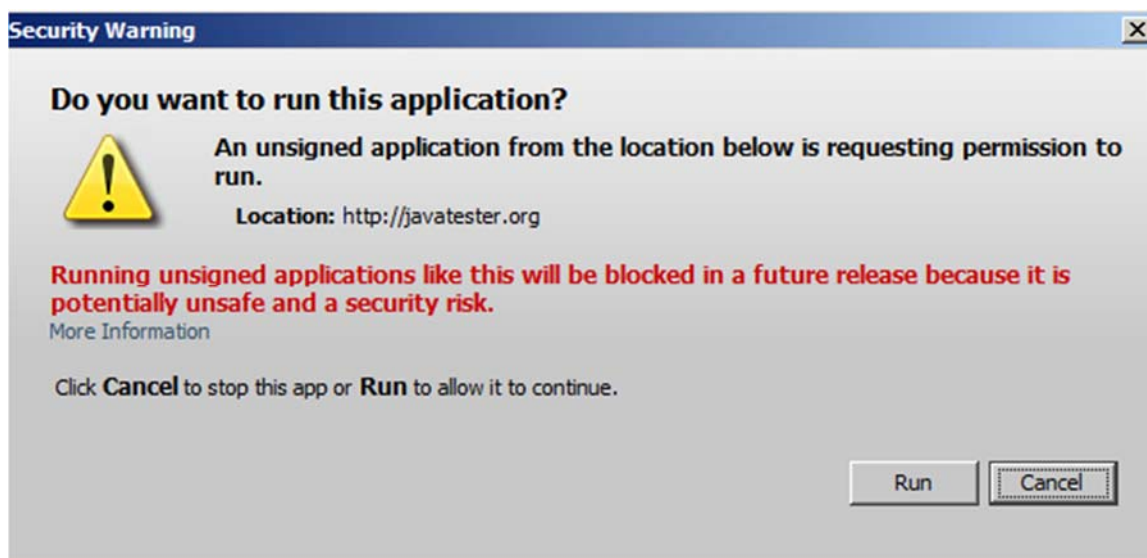 Security Warning
Do you want to run this application?
An unsigned application from the location below is requesting permission to
run.
Location: http://javatester.org
Running unsigned applications like this will be blocked in a future release because it is
potentially unsafe and a security risk.
More Information
Click Cancel to stop this app or Run to allow it to continue.
Run Cancel